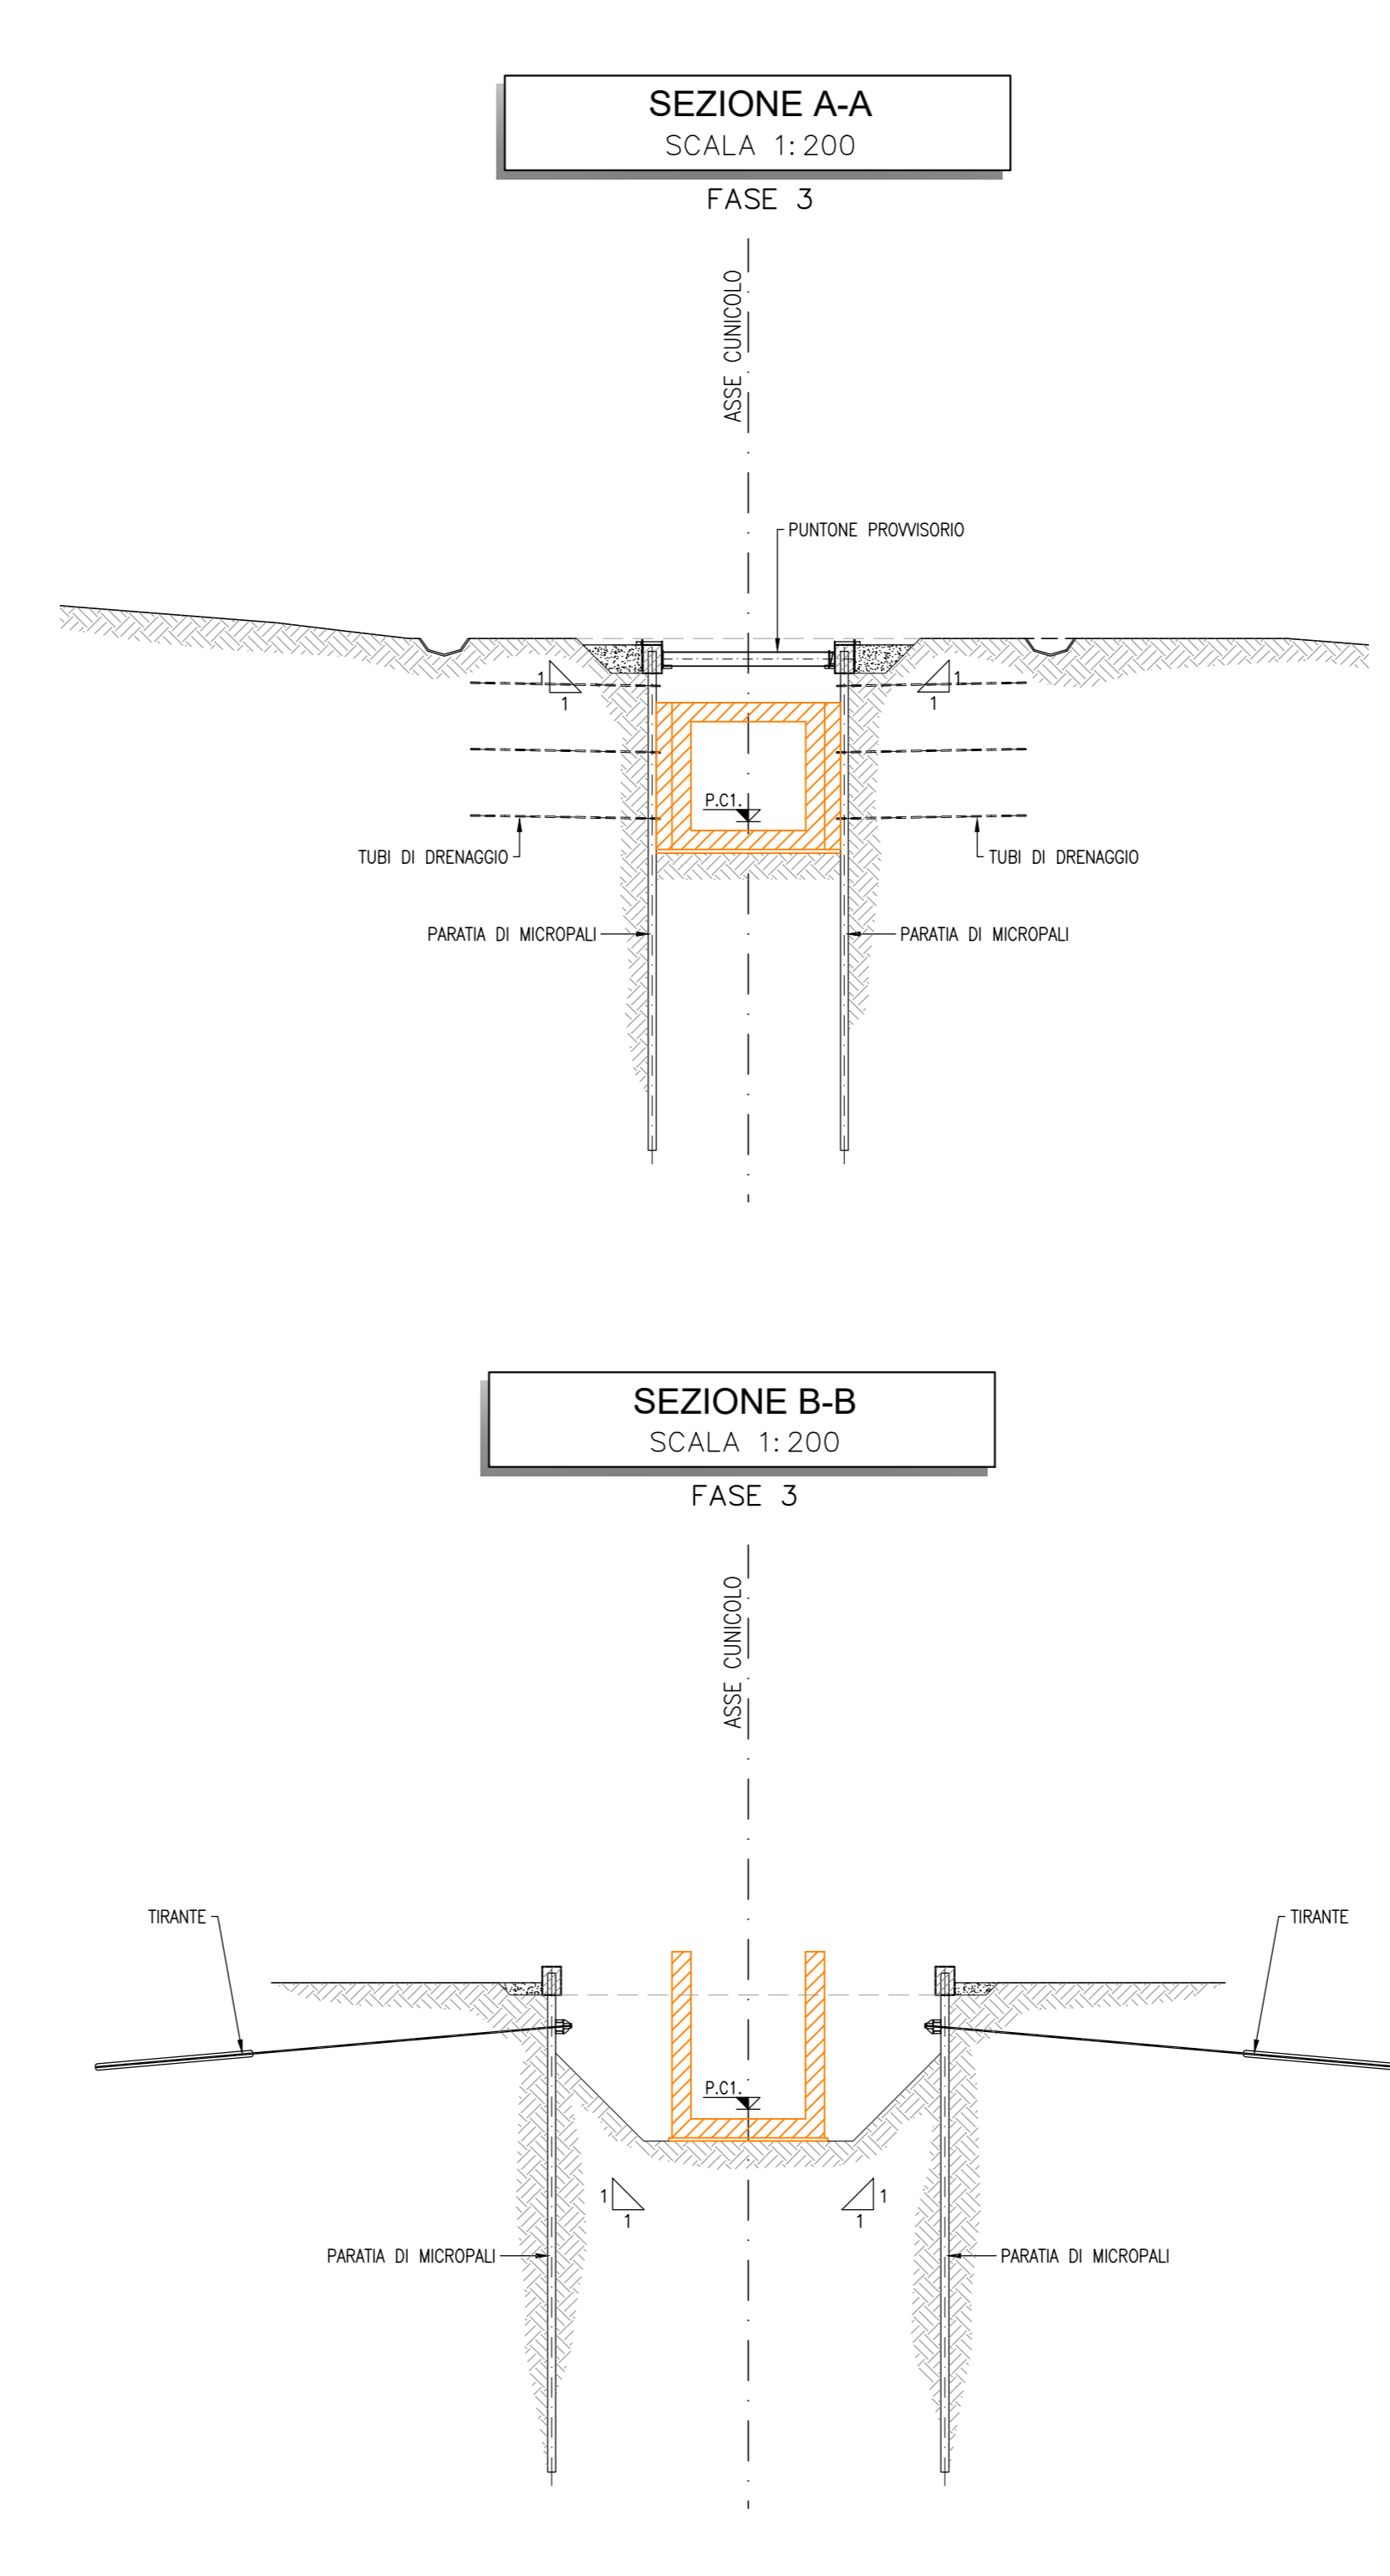 SEZIONE A-A
SCALA 1:200
FASE 3
ASSE CUNICOLO
PUNTONE PROVVISORIO
1
1
1
1
P.C1.
TUBI DI DRENAGGIO
TUBI DI DRENAGGIO
PARATIA DI MICROPALI
PARATIA DI MICROPALI
SEZIONE B-B
SCALA 1:200
FASE 3
ASSE CUNICOLO
TIRANTE
TIRANTE
P.C1.
1
1
1
1
PARATIA DI MICROPALI
PARATIA DI MICROPALI